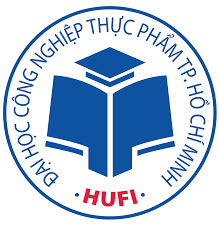 ĐẠI HỌC CÔNG NGHIỆP THỰC PHẨM TP. HỒ CHÍ MINH
· HUFI ·